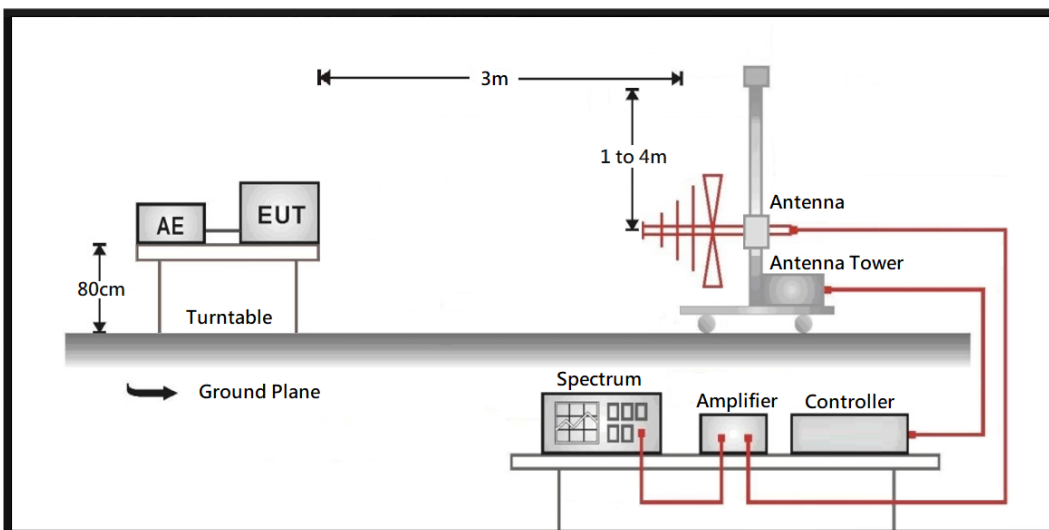 3m
1 to 4m
Antenna
AE
EUT
Antenna Tower
80cm
Turntable
Ground Plane
Spectrum
Amplifier
Controller